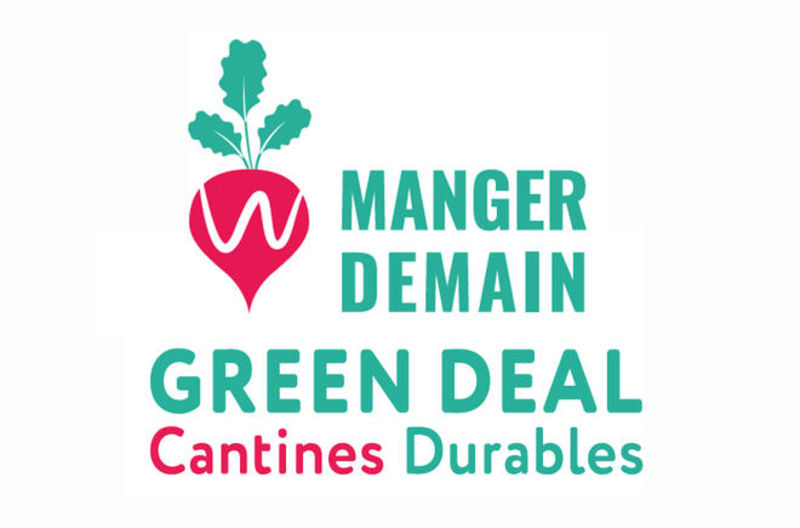 MANGER
DEMAIN
GREEN DEAL
Cantines Durables